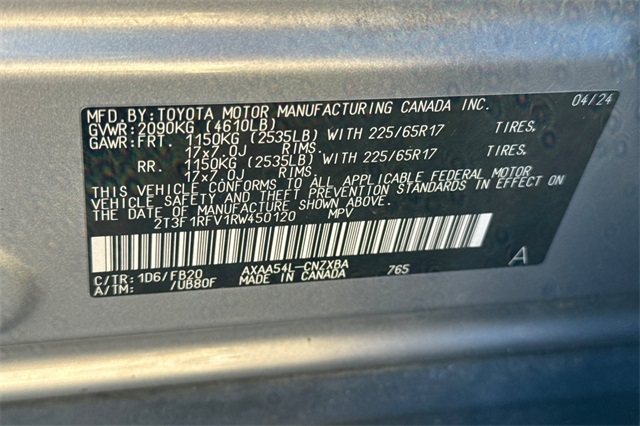 MFD.BY:TOYOTA MOTOR MANUFACTURING CANADA INC. 04/24
GVWR:2090KG (4610LB)
GAWR:FRT. 1150KG (2535LB) WITH 225/65R17 TIRES,
17x7.0J RIMS.
RR. 1150KG (2535LB) WITH 225/65R17 TIRES,
17x7.0J RIMS.
THIS VEHICLE CONFORMS TO ALL APPLICABLE FEDERAL MOTOR
VEHICLE SAFETY AND THEFT PREVENTION STANDARDS IN EFFECT ON
THE DATE OF MANUFACTURE SHOWN ABOVE.
2T3F1RFV1RW450120 MPV
C/TR:1D6/FB20 AXAA54L-CNZXBA 765 A
A/TM: /UB80F MADE IN CANADA